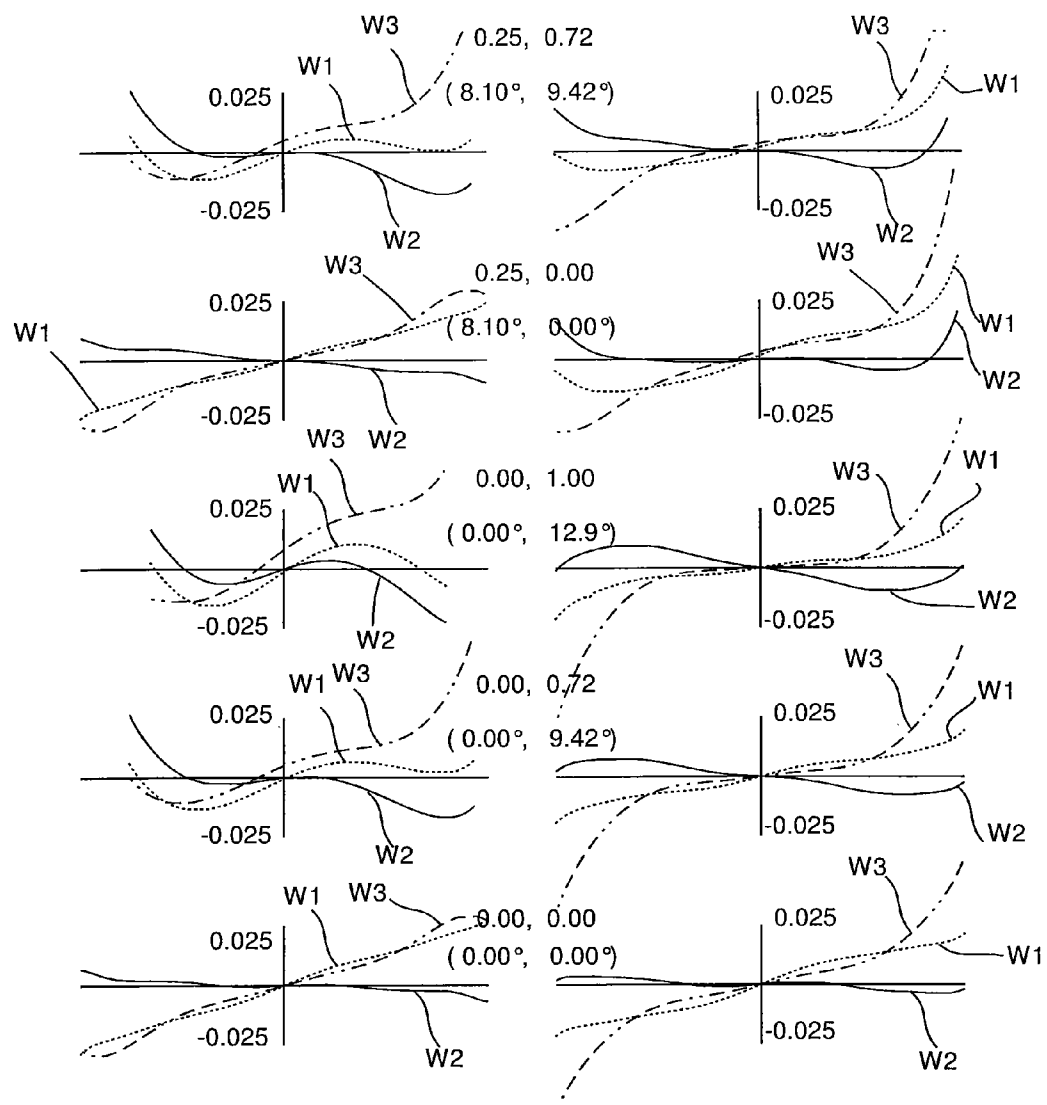 W3 0.25, 0.72 W3
W1 W1
0.025 (8.10°, 9.42°) 0.025
-0.025 -0.025
W2 W2
W3 0.25, 0.00 W3
0.025 0.025
W1 (8.10°, 0.00°) W1
W2
-0.025 -0.025
W2
W3 W1
W1 0.00, 1.00 W3
0.025 0.025
(0.00°, 12.9°)
W2
-0.025 -0.025
W2
W3
W1 W3 0.00, 0.72 W1
0.025 0.025
(0.00°, 9.42°)
-0.025 -0.025
W2 W2
W1 W3 W3
0.00, 0.00 0.025
0.025
(0.00°, 0.00°) W1
-0.025 -0.025
W2 W2